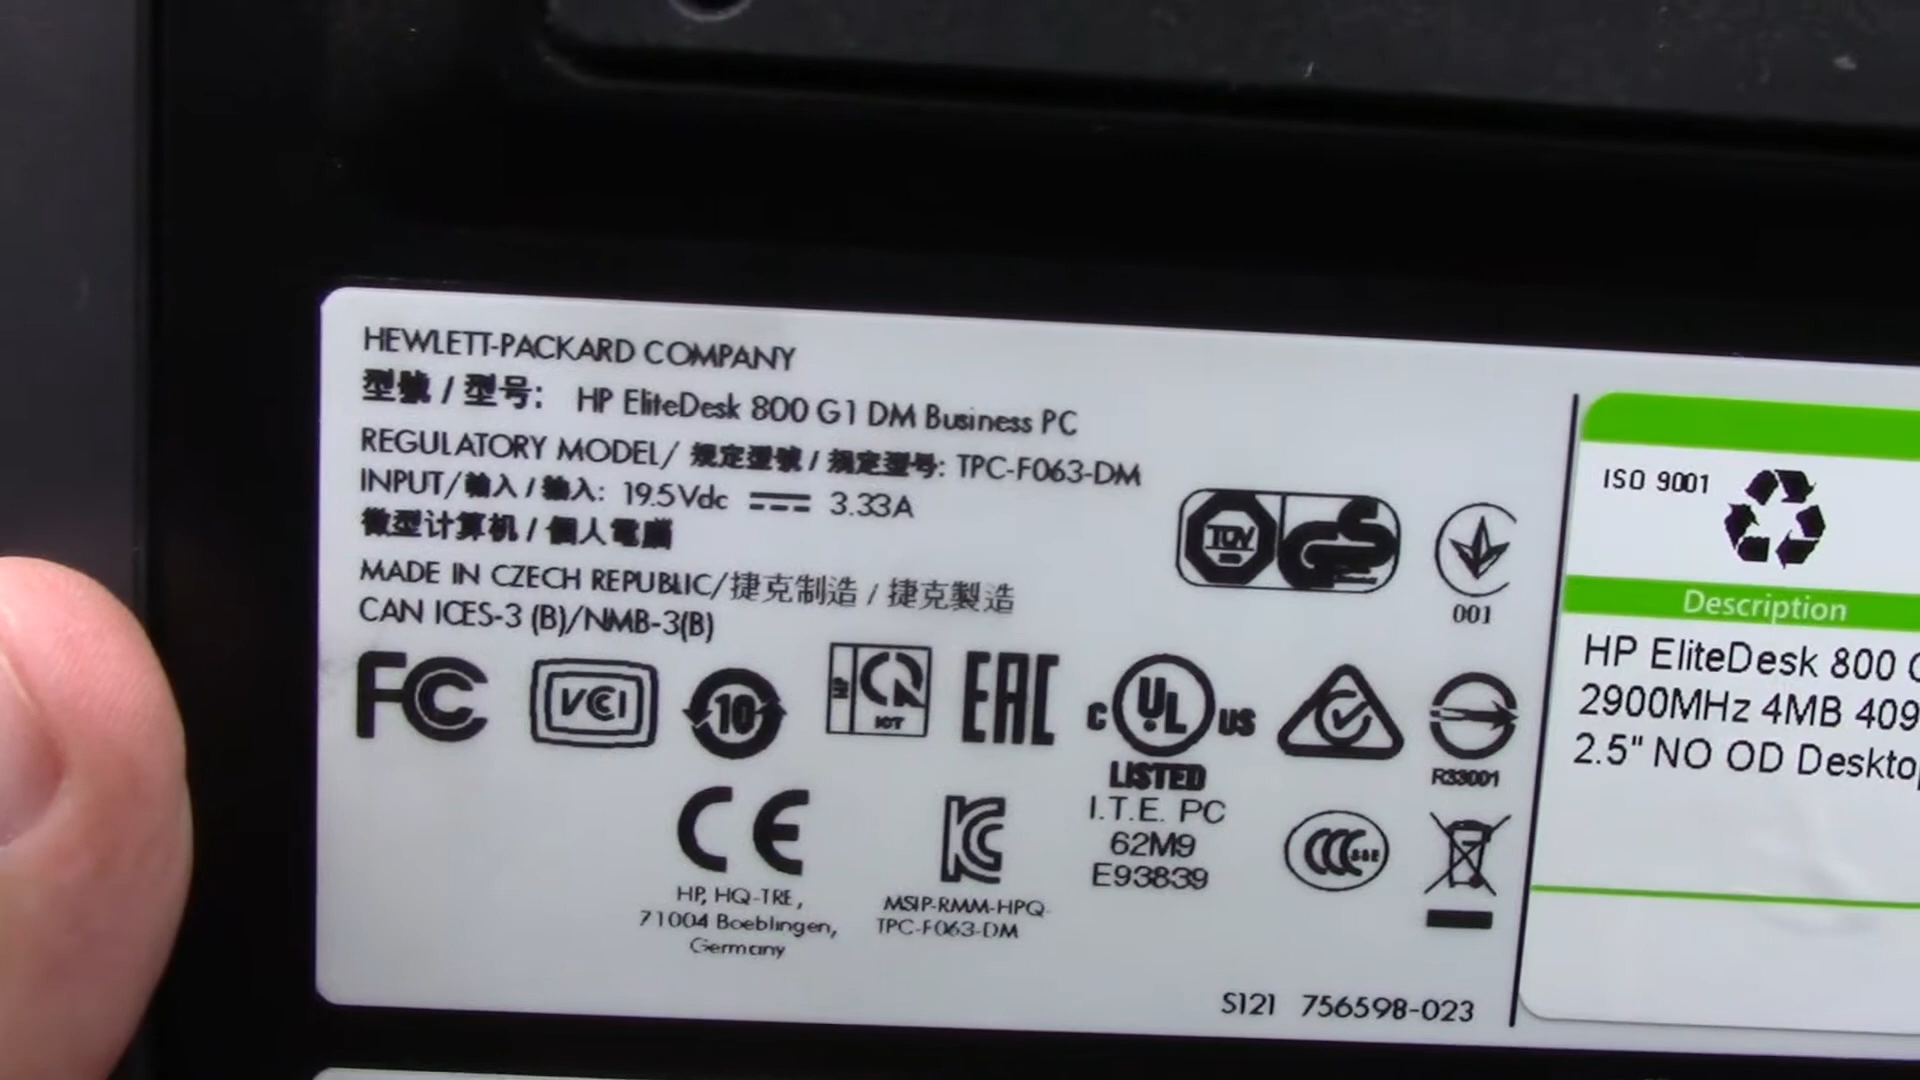 HEWLETT-PACKARD COMPANY
型號 / 型号: HP EliteDesk 800 G1 DM Business PC
REGULATORY MODEL/ 規定型號 / 规定型号: TPC-F063-DM
INPUT/輸入 / 输入: 19.5Vdc 3.33A
微型计算机 / 個人電腦
MADE IN CZECH REPUBLIC/捷克制造 / 捷克製造
CAN ICES-3 (B)/NMB-3(B)
TÜV GS
001
FC VCI 10 ICT EAC c UL us
LISTED
I.T.E. PC
62M9
E93839
R33001
CE
HP, HQ-TRE,
71004 Boeblingen,
Germany
MSIP-RMM-HPQ-
TPC-F063-DM
CCC S&E
S121 756598-023
ISO 9001
Description
HP EliteDesk 800
2900MHz 4MB 409
2.5" NO OD Desktop